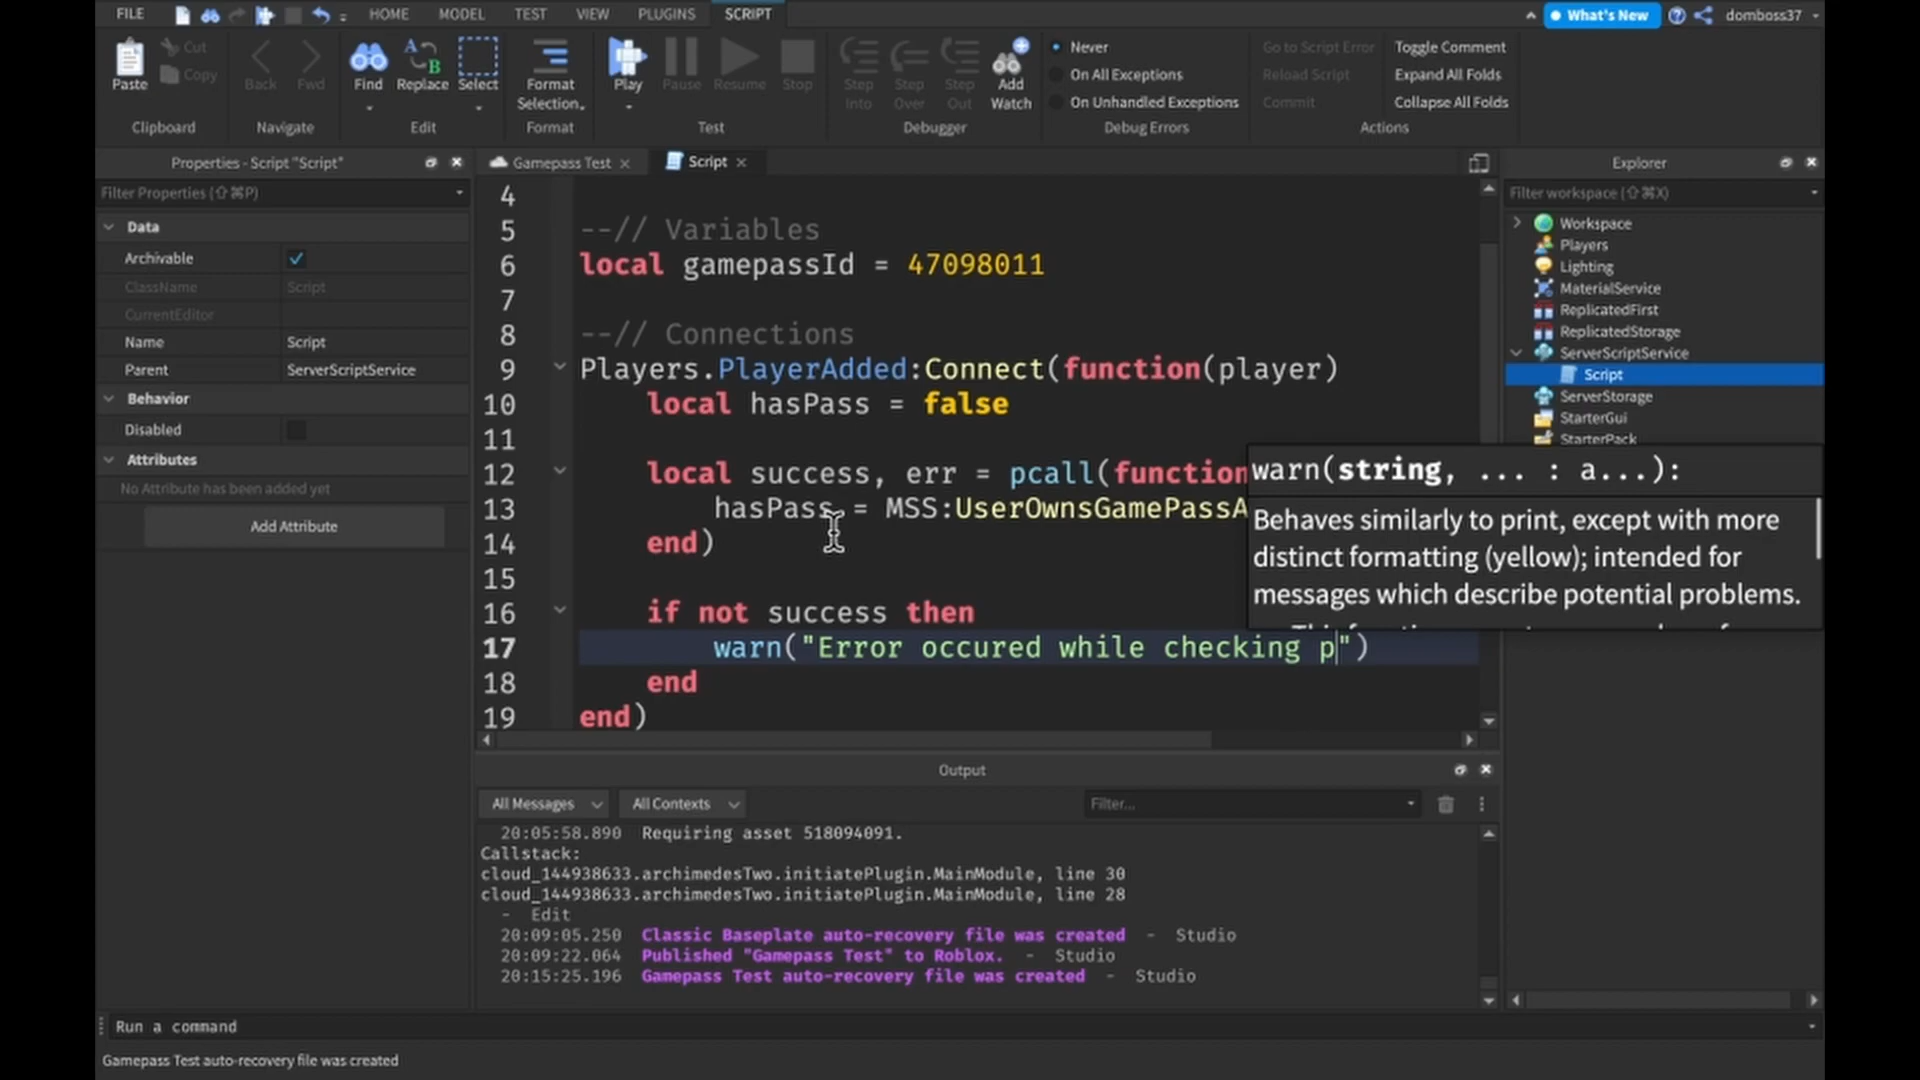 FILE HOME MODEL TEST VIEW PLUGINS SCRIPT What's New domboss37
Paste Cut Copy Back Fwd Find Replace Select Format Selection Play Pause Resume Stop Step Into Step Over Step Out Add Watch Never On All Exceptions On Unhandled Exceptions Go to Script Error Reload Script Commit Toggle Comment Expand All Folds Collapse All Folds
Clipboard Navigate Edit Format Test Debugger Debug Errors Actions
Properties - Script "Script"
Filter Properties (⇧⌘P)
Data
Archivable
ClassName Script
CurrentEditor
Name Script
Parent ServerScriptService
Behavior
Disabled
Attributes
No Attribute has been added yet
Add Attribute
Gamepass Test Script
4
5 --// Variables
6 local gamepassId = 47098011
7
8 --// Connections
9 Players.PlayerAdded:Connect(function(player)
10 local hasPass = false
11
12 local success, err = pcall(function
13 hasPass = MSS:UserOwnsGamePassA
14 end)
15
16 if not success then
17 warn("Error occured while checking p")
18 end
19 end)
warn(string, ... : a...):
Behaves similarly to print, except with more
distinct formatting (yellow); intended for
messages which describe potential problems.
Explorer
Filter workspace (⇧⌘X)
Workspace
Players
Lighting
MaterialService
ReplicatedFirst
ReplicatedStorage
ServerScriptService
Script
ServerStorage
StarterGui
StarterPack
Output
All Messages All Contexts Filter...
20:05:58.890 Requiring asset 518094091.
Callstack:
cloud_144938633.archimedesTwo.initiatePlugin.MainModule, line 30
cloud_144938633.archimedesTwo.initiatePlugin.MainModule, line 28
- Edit
20:09:05.250 Classic Baseplate auto-recovery file was created - Studio
20:09:22.064 Published "Gamepass Test" to Roblox. - Studio
20:15:25.196 Gamepass Test auto-recovery file was created - Studio
Run a command
Gamepass Test auto-recovery file was created